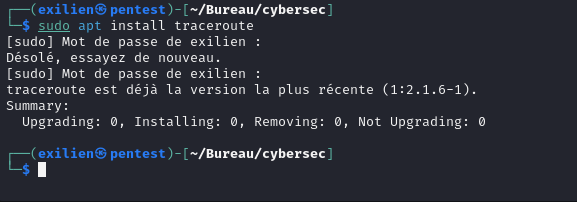 ┌──(exilien㉿pentest)-[~/Bureau/cybersec]
└─$ sudo apt install traceroute
[sudo] Mot de passe de exilien :
Désolé, essayez de nouveau.
[sudo] Mot de passe de exilien :
traceroute est déjà la version la plus récente (1:2.1.6-1).
Summary:
  Upgrading: 0, Installing: 0, Removing: 0, Not Upgrading: 0

┌──(exilien㉿pentest)-[~/Bureau/cybersec]
└─$